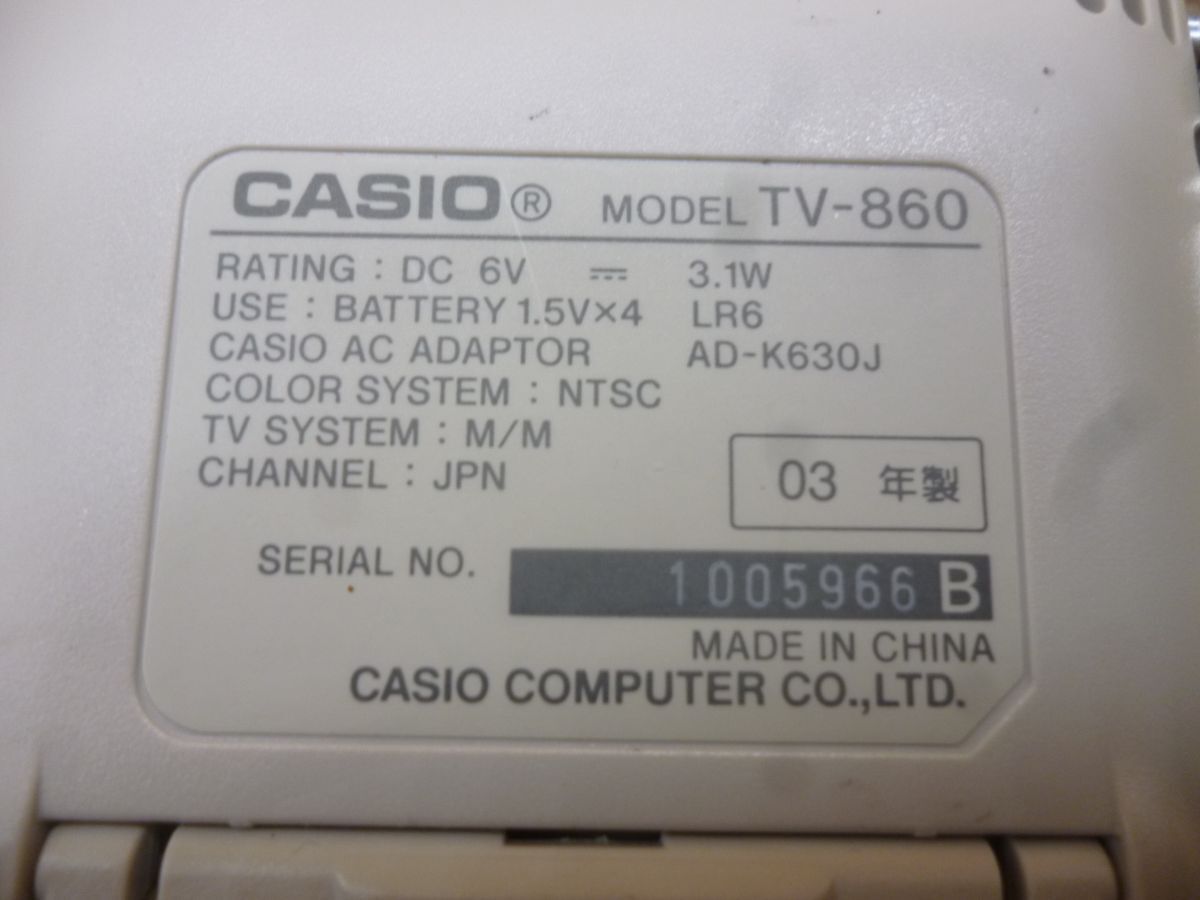 CASIO® MODEL TV-860
RATING : DC 6V ⎓ 3.1W
USE : BATTERY 1.5V×4 LR6
CASIO AC ADAPTOR AD-K630J
COLOR SYSTEM : NTSC
TV SYSTEM : M/M
CHANNEL : JPN
03 年製
SERIAL NO. 1005966 B
MADE IN CHINA
CASIO COMPUTER CO.,LTD.